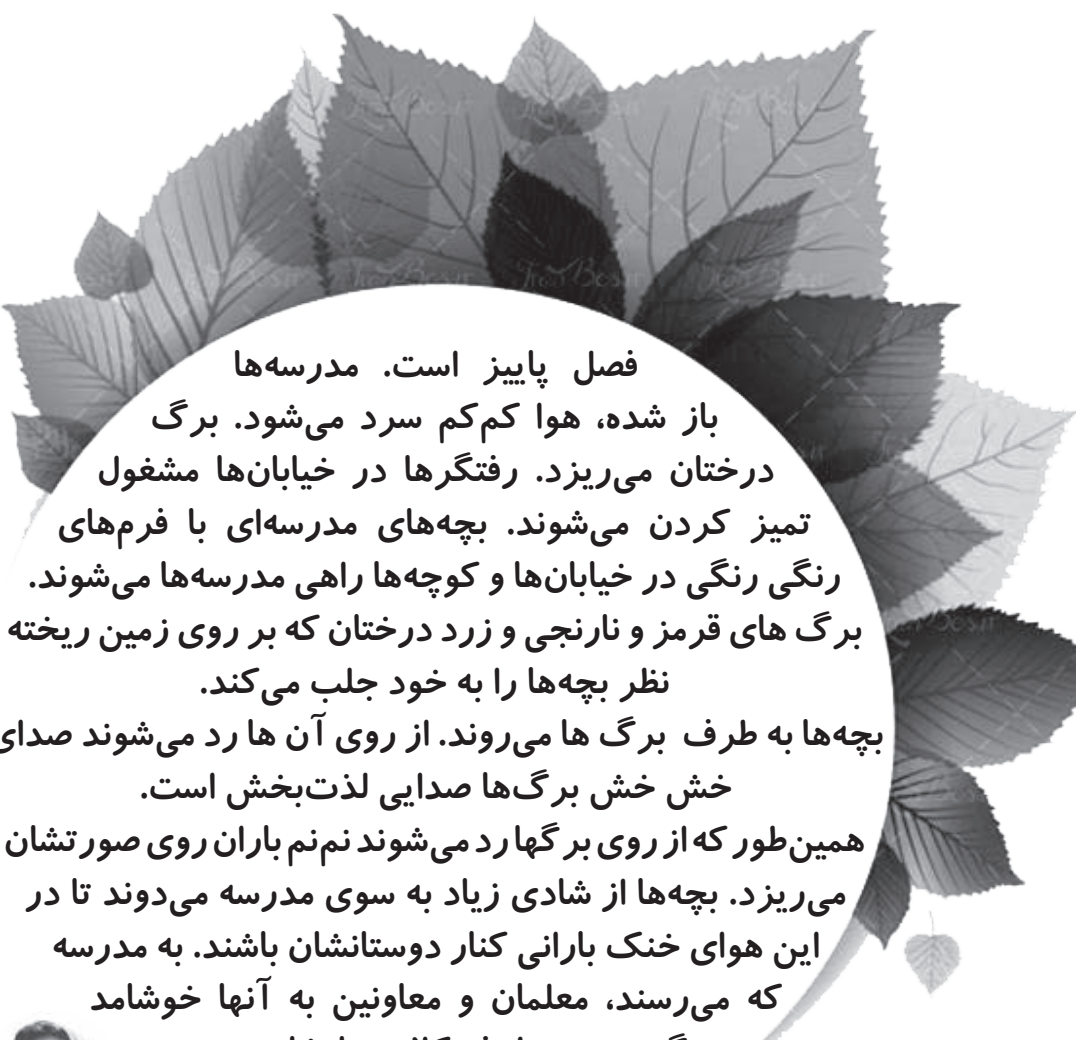 فصل پاییز است. مدرسه‌ها
باز شده، هوا کم‌کم سرد می‌شود. برگ
درختان می‌ریزد. رفتگرها در خیابان‌ها مشغول
تمیز کردن می‌شوند. بچه‌های مدرسه‌ای با فرم‌های
رنگی رنگی در خیابان‌ها و کوچه‌ها راهی مدرسه‌ها می‌شوند.
برگ های قرمز و نارنجی و زرد درختان که بر روی زمین ریخته
نظر بچه‌ها را به خود جلب می‌کند.
بچه‌ها به طرف برگ ها می‌روند. از روی آن ها رد می‌شوند صدای
خش خش برگ‌ها صدایی لذت‌بخش است.
همین‌طور که از روی برگها رد می‌شوند نم‌نم باران روی صورتشان
می‌ریزد. بچه‌ها از شادی زیاد به سوی مدرسه می‌دوند تا در
این هوای خنک بارانی کنار دوستانشان باشند. به مدرسه
که می‌رسند، معلمان و معاونین به آنها خوشامد